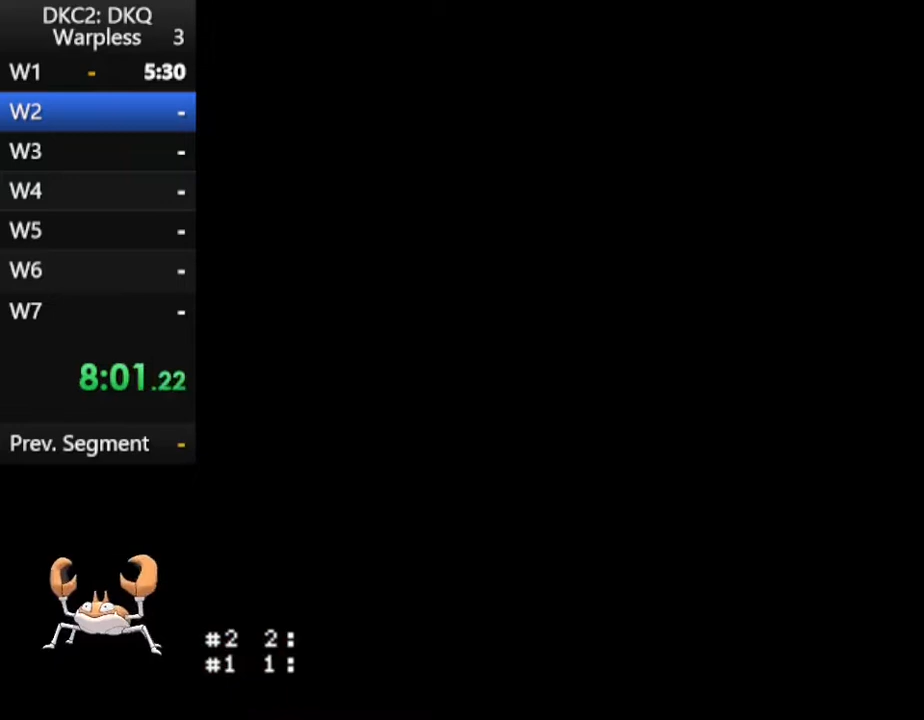 DKC2: DKQ
Warpless 3
W1 - 5:30
W2 -
W3 -
W4 -
W5 -
W6 -
W7 -
8:01.22
Prev. Segment -
#2 2:
#1 1: